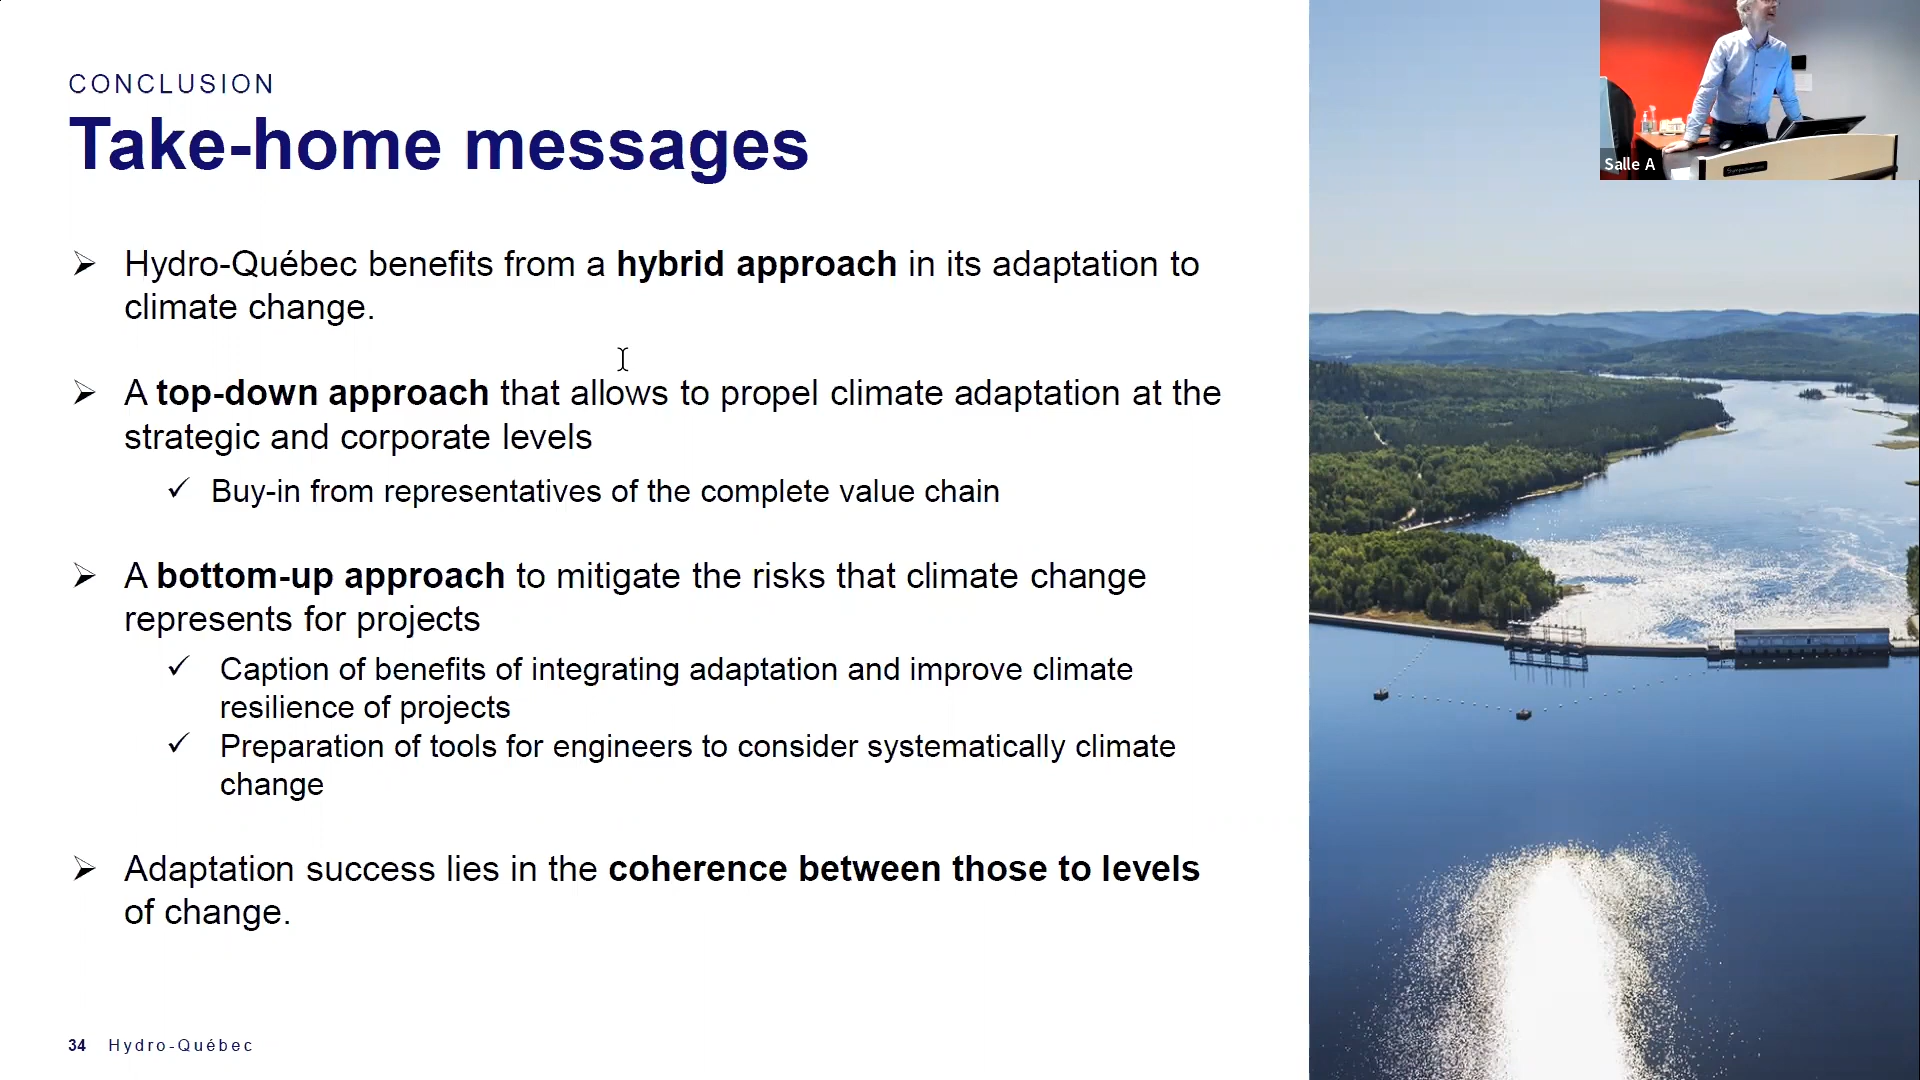 CONCLUSION
Take-home messages
Salle A
➢ Hydro-Québec benefits from a hybrid approach in its adaptation to
climate change.
➢ A top-down approach that allows to propel climate adaptation at the
strategic and corporate levels
✓ Buy-in from representatives of the complete value chain
➢ A bottom-up approach to mitigate the risks that climate change
represents for projects
✓ Caption of benefits of integrating adaptation and improve climate
resilience of projects
✓ Preparation of tools for engineers to consider systematically climate
change
➢ Adaptation success lies in the coherence between those to levels
of change.
34 Hydro-Québec